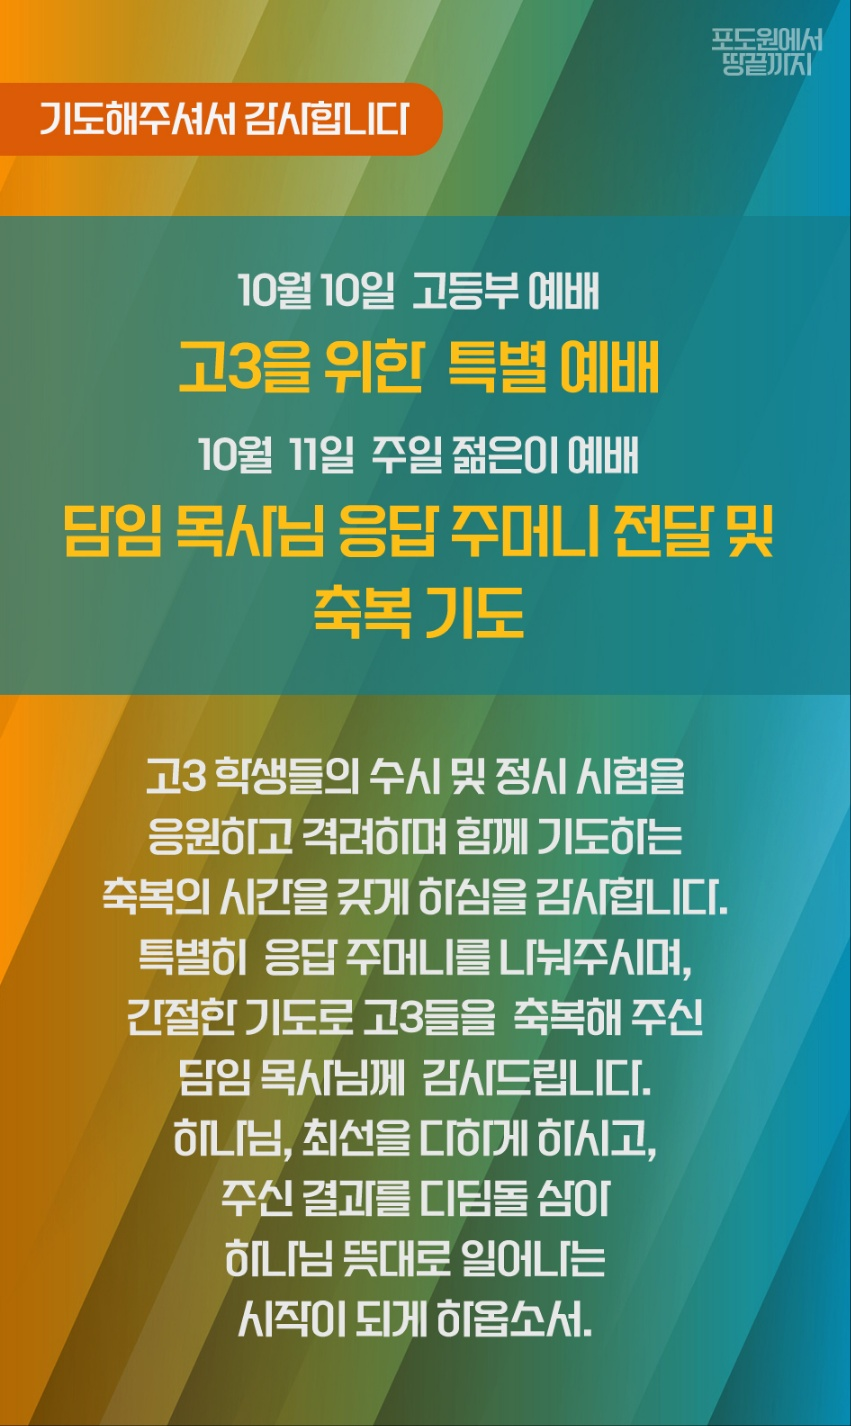 포도원에서
땅끝까지
기도해주셔서 감사합니다
10월 10일 고등부 예배
고3을 위한 특별 예배
10월 11일 주일 젊은이 예배
담임 목사님 응답 주머니 전달 및
축복 기도
고3 학생들의 수시 및 정시 시험을
응원하고 격려하며 함께 기도하는
축복의 시간을 갖게 하심을 감사합니다.
특별히 응답 주머니를 나눠주시며,
간절한 기도로 고3들을 축복해 주신
담임 목사님께 감사드립니다.
하나님, 최선을 다하게 하시고,
주신 결과를 디딤돌 삼아
하나님 뜻대로 일어나는
시작이 되게 하옵소서.